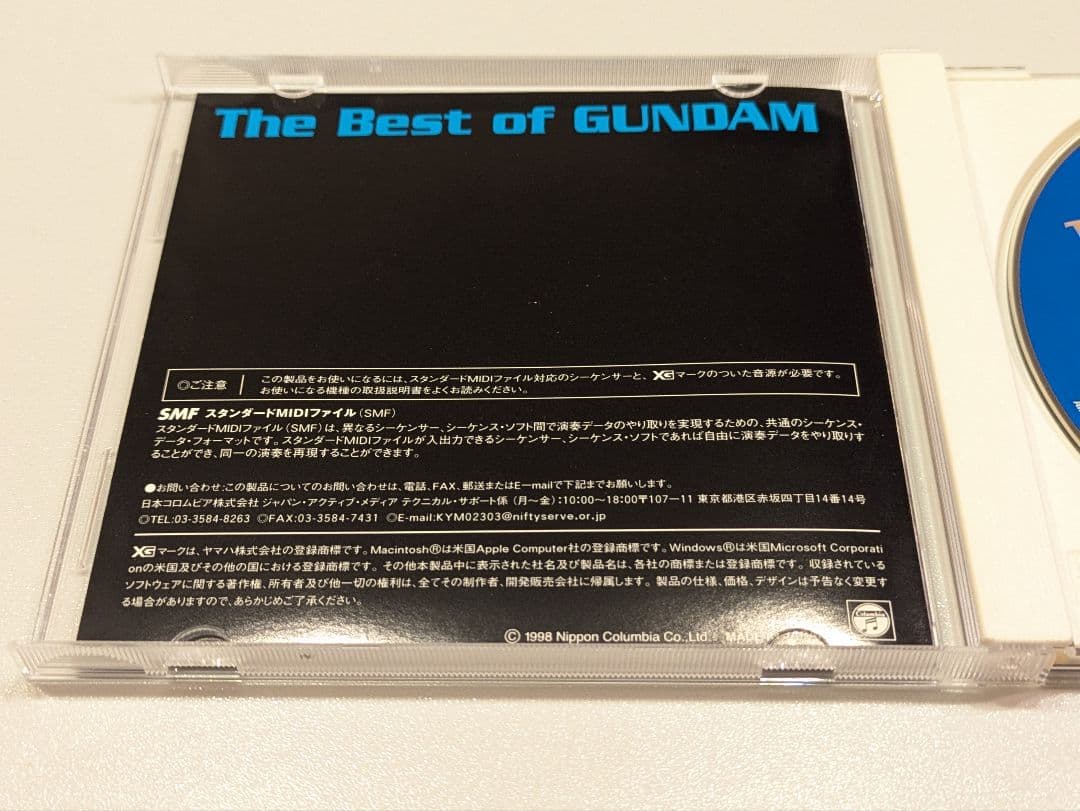 The Best of GUNDAM
◎ご注意
この製品をお使いになるには、スタンダードMIDIファイル対応のシーケンサーと、XGマークのついた音源が必要です。
お使いになる機種の取扱説明書をよくお読みください。
SMF スタンダードMIDIファイル(SMF)
スタンダードMIDIファイル(SMF)は、異なるシーケンサー、シーケンス・ソフト間で演奏データのやり取りを実現するための、共通のシーケンス・
データ・フォーマットです。スタンダードMIDIファイルが入出力できるシーケンサー、シーケンス・ソフトであれば自由に演奏データをやり取りす
ることができ、同一の演奏を再現することができます。
●お問い合わせ:この製品についてのお問い合わせは、電話、FAX、郵送またはE-mailで下記までお願いします。
日本コロムビア株式会社 ジャパン・アクティブ・メディア テクニカル・サポート係 (月〜金):10:00〜18:00〒107-11 東京都港区赤坂四丁目14番14号
◎TEL:03-3584-8263 ◎FAX:03-3584-7431 ◎E-mail:KYM02303@niftyserve.or.jp
XGマークは、ヤマハ株式会社の登録商標です。Macintosh®は米国Apple Computer社の登録商標です。Windows®は米国Microsoft Corporati
onの米国及びその他の国における登録商標です。その他本製品中に表示された社名及び製品名は、各社の商標または登録商標です。収録されている
ソフトウェアに関する著作権、所有者及び他一切の権利は、全てその制作者、開発販売会社に帰属します。製品の仕様、価格、デザインは予告なく変更す
る場合がありますので、あらかじめご了承ください。
Columbia
© 1998 Nippon Columbia Co., Ltd.